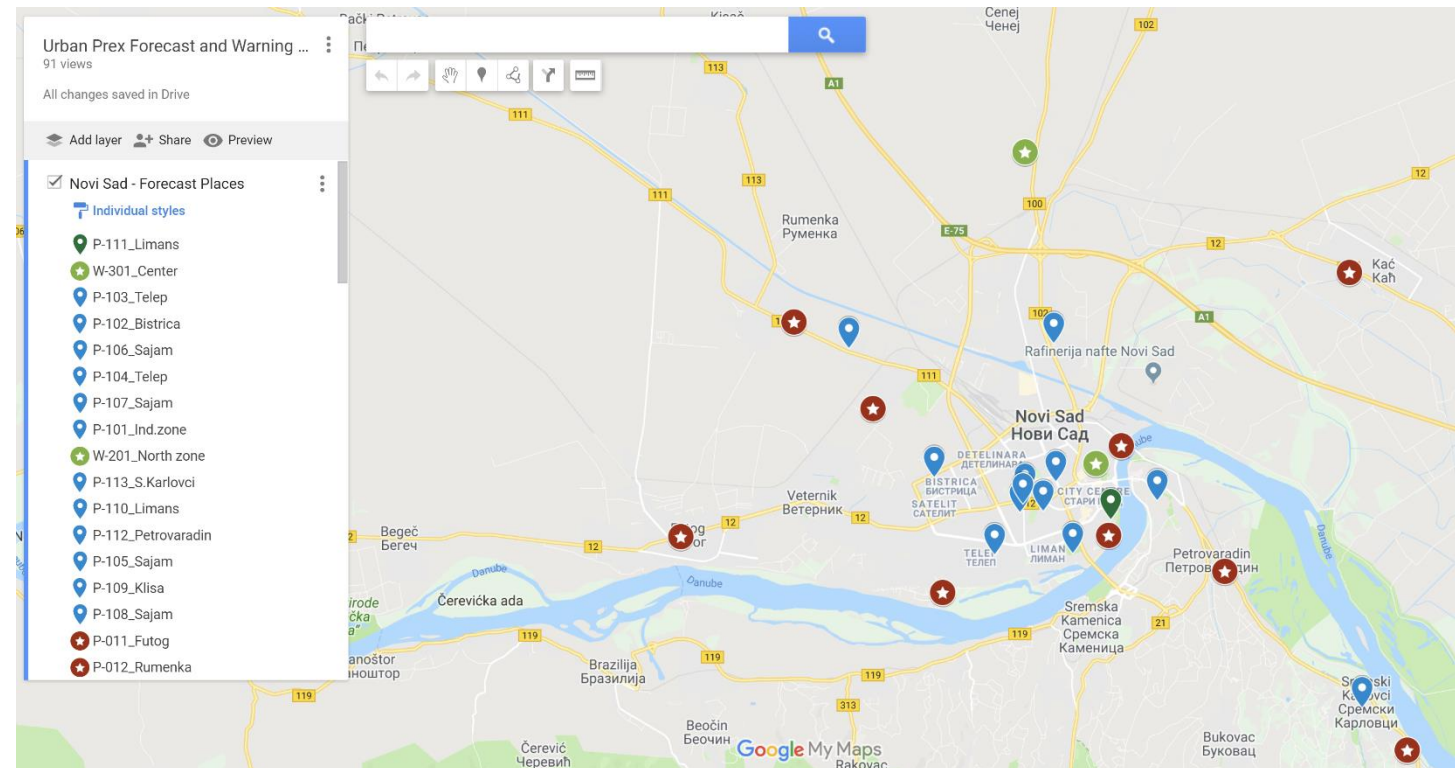 Urban Prex Forecast and Warning ...
91 views
All changes saved in Drive
Add layer
Share
Preview
Novi Sad - Forecast Places
Individual styles
P-111_Limans
W-301_Center
P-103_Telep
P-102_Bistrica
P-106_Sajam
P-104_Telep
P-107_Sajam
P-101_Ind.zone
W-201_North zone
P-113_S.Karlovci
P-110_Limans
P-112_Petrovaradin
P-105_Sajam
P-109_Klisa
P-108_Sajam
P-011_Futog
P-012_Rumenka
Cenej
Ченеј
102
113
A1
111
12
113
111
100
Rumenka
Руменка
E-75
12
Kać
Каћ
102
A1
Rafinerija nafte Novi Sad
111
Novi Sad
Нови Сад
DETELINARA
BISTRICA
БИСТРИЦА
SATELIT
САТЕЛИТ
CITY CENTRE
Veternik
Ветерник
12
12
Begeč
Бегеч
12
LIMAN
ЛИМАН
ТЕЛЕП
Petrovaradin
Danube
Danube
Danube
Čerevićka ada
Sremska
Kamenica
Сремска
Каменица
21
119
119
119
119
119
313
Brazilija
Бразилија
Сремски
Карловци
Beočin
Беочин
Čerević
Черевић
Bukovac
Буковац
Google My Maps
Rakovac